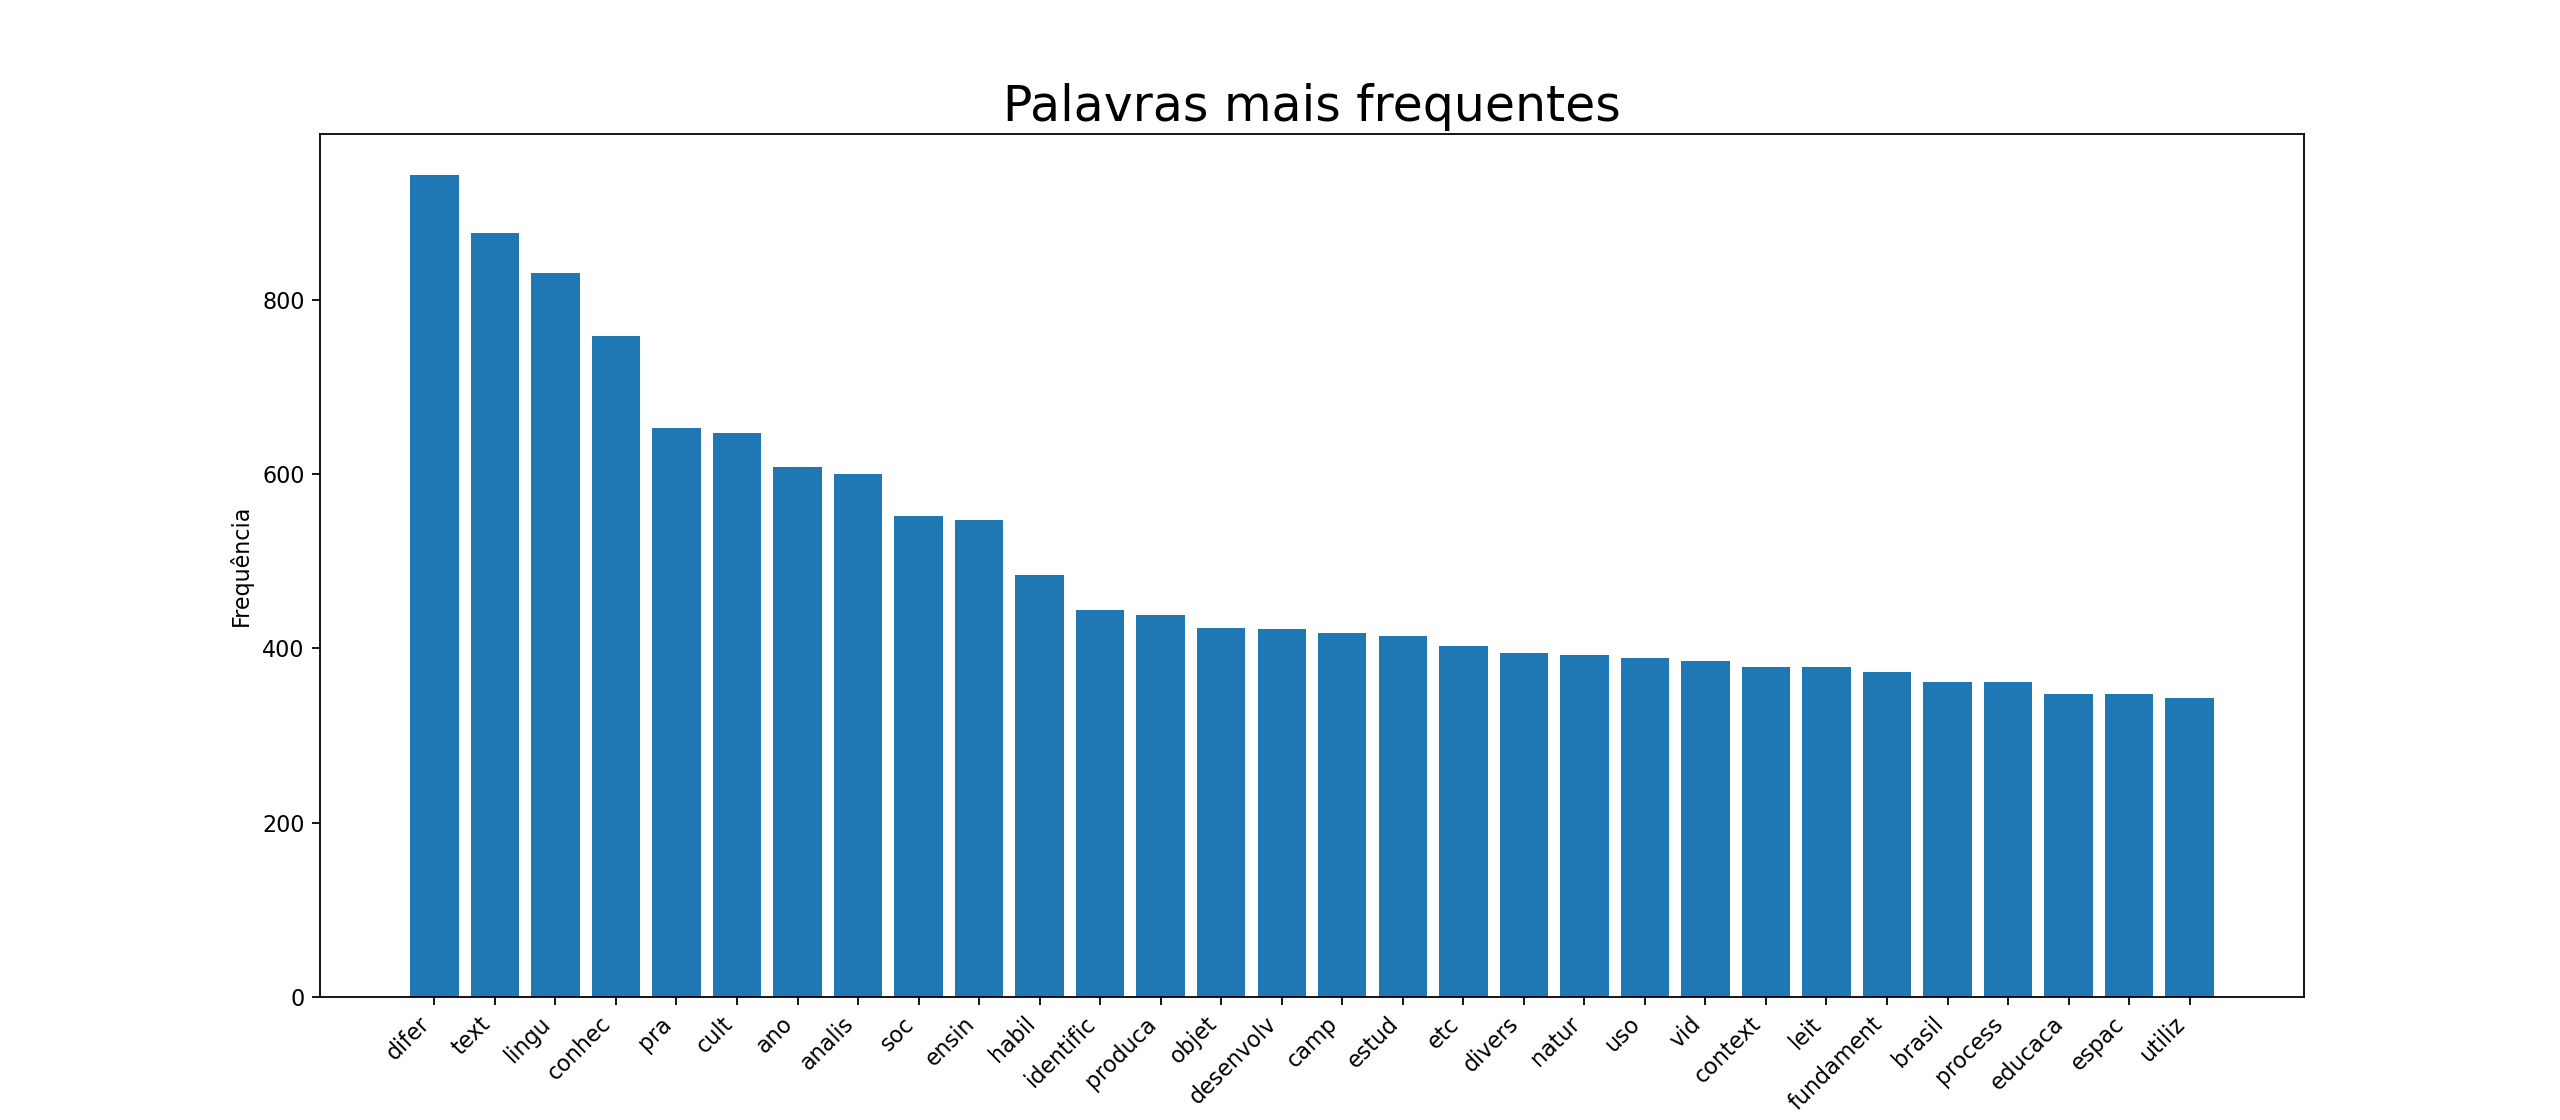 Palavras mais frequentes
Frequência
800
600
400
200
0
difer
text
lingu
conhec
pra
cult
ano
analis
soc
ensin
habil
identific
produca
objet
desenvolv
camp
estud
etc
divers
natur
uso
vid
context
leit
fundament
brasil
process
educaca
espac
utiliz